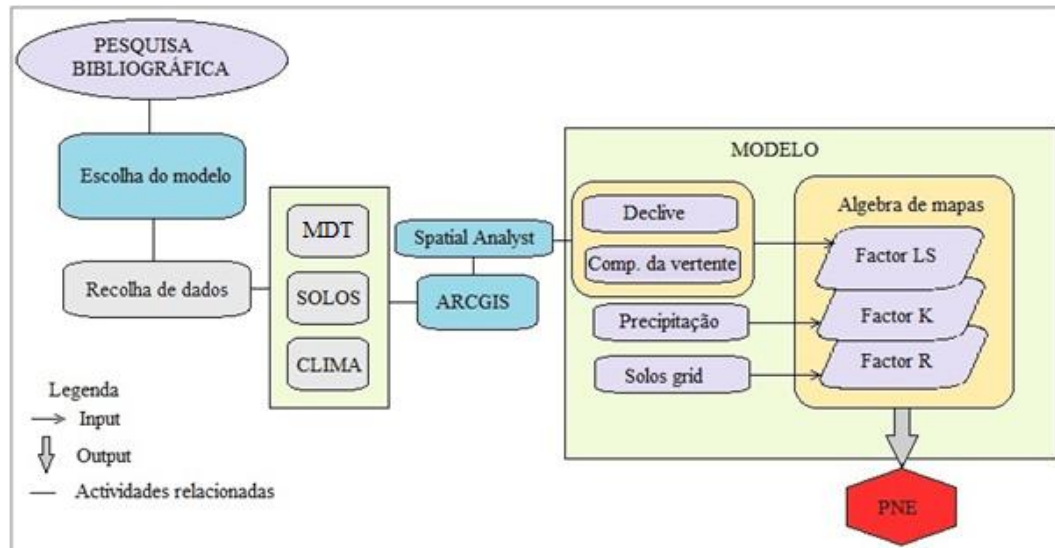 PESQUISA
BIBLIOGRÁFICA
Escolha do modelo
Recolha de dados
MDT
SOLOS
CLIMA
Spatial Analyst
ARCGIS
MODELO
Declive
Comp. da vertente
Precipitação
Solos grid
Algebra de mapas
Factor LS
Factor K
Factor R
PNE
Legenda
Input
Output
Actividades relacionadas